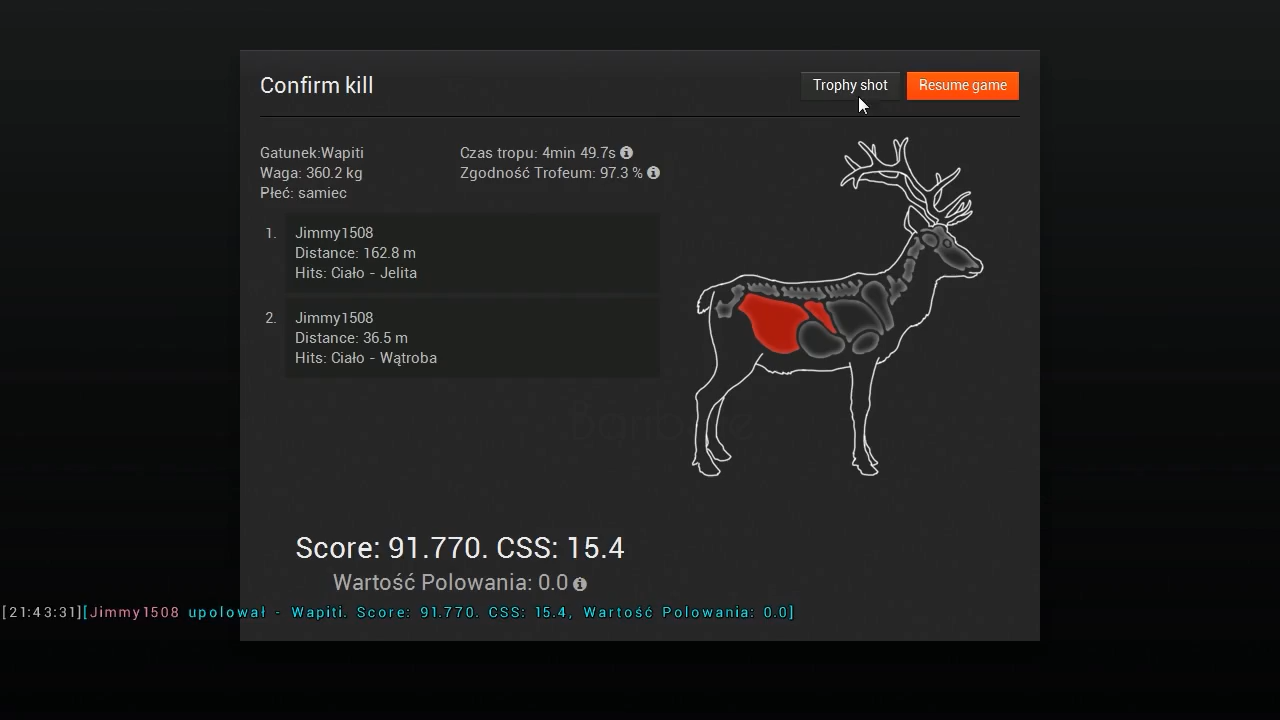 Confirm kill
Trophy shot
Resume game
Gatunek:Wapiti
Waga: 360.2 kg
Płeć: samiec
Czas tropu: 4min 49.7s
Zgodność Trofeum: 97.3 %
1.
Jimmy1508
Distance: 162.8 m
Hits: Ciało - Jelita
2.
Jimmy1508
Distance: 36.5 m
Hits: Ciało - Wątroba
Score: 91.770. CSS: 15.4
Wartość Polowania: 0.0
[21:43:31][Jimmy1508 upolował - Wapiti. Score: 91.770. CSS: 15.4, Wartość Polowania: 0.0]